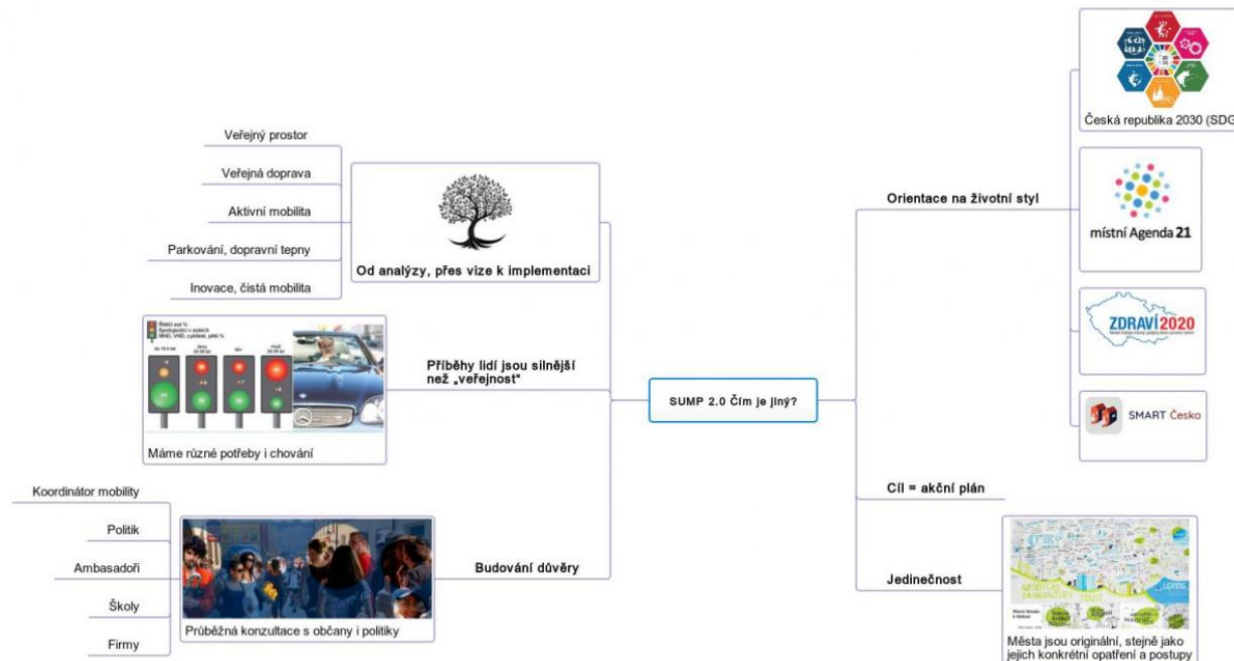 Veřejný prostor
Veřejná doprava
Aktivní mobilita
Parkování, dopravní tepny
Inovace, čistá mobilita
Od analýzy, přes vize k implementaci
Máme různé potřeby i chování
Příběhy lidí jsou silnější
než „veřejnost“
Koordinátor mobility
Politik
Ambasadoři
Školy
Firmy
Průběžná konzultace s občany i politiky
Budování důvěry
SUMP 2.0 Čím je jiný?
Orientace na životní styl
Česká republika 2030 (SDG
místní Agenda 21
ZDRAVÍ 2020
SMART Česko
Cíl = akční plán
Jedinečnost
Města jsou originální, stejně jako
jejich konkrétní opatření a postupy